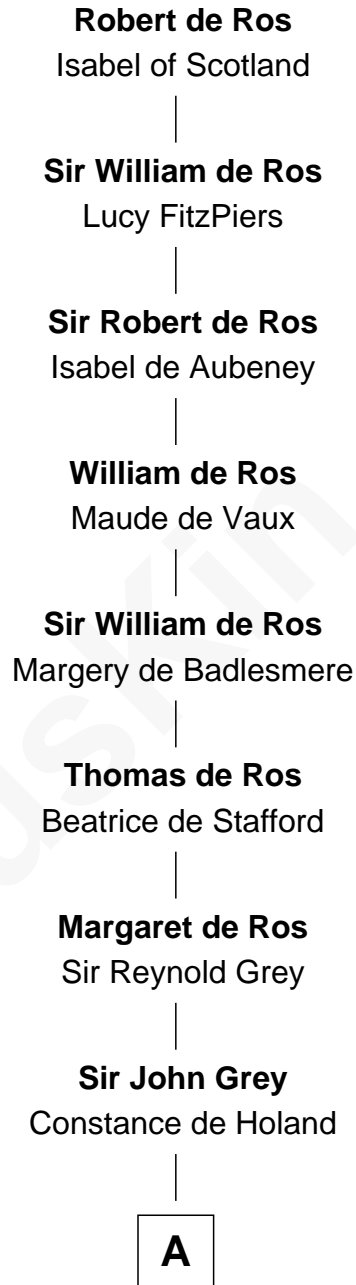 Robert de Ros
Isabel of Scotland
Sir William de Ros
Lucy FitzPiers
Sir Robert de Ros
Isabel de Aubeney
William de Ros
Maude de Vaux
Sir William de Ros
Margery de Badlesmere
Thomas de Ros
Beatrice de Stafford
Margaret de Ros
Sir Reynold Grey
Sir John Grey
Constance de Holand
A